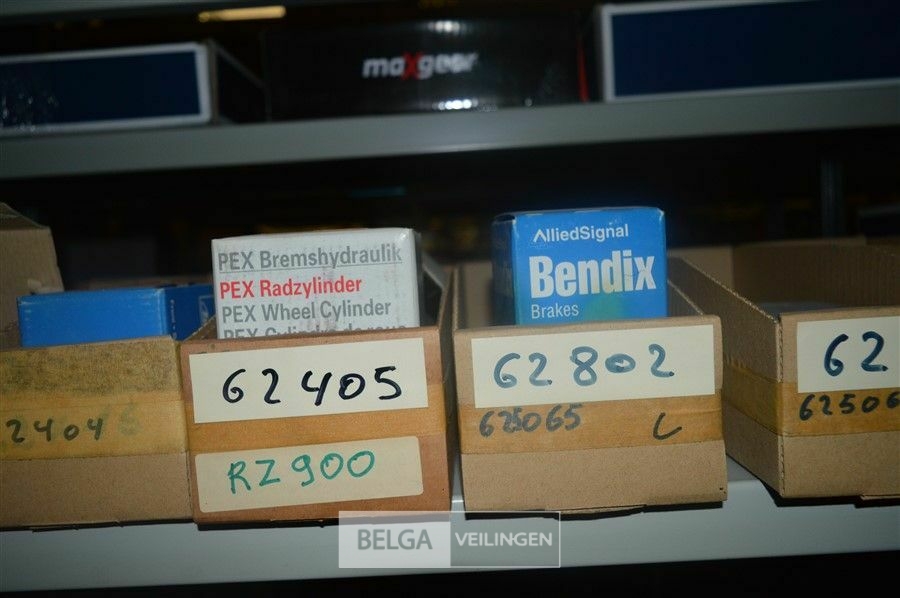 maxgear
PEX Bremshydraulik
PEX Radzylinder
PEX Wheel Cylinder
AlliedSignal
Bendix
Brakes
62405
RZ900
62802
625065 L
62
62506
BELGA VEILINGEN